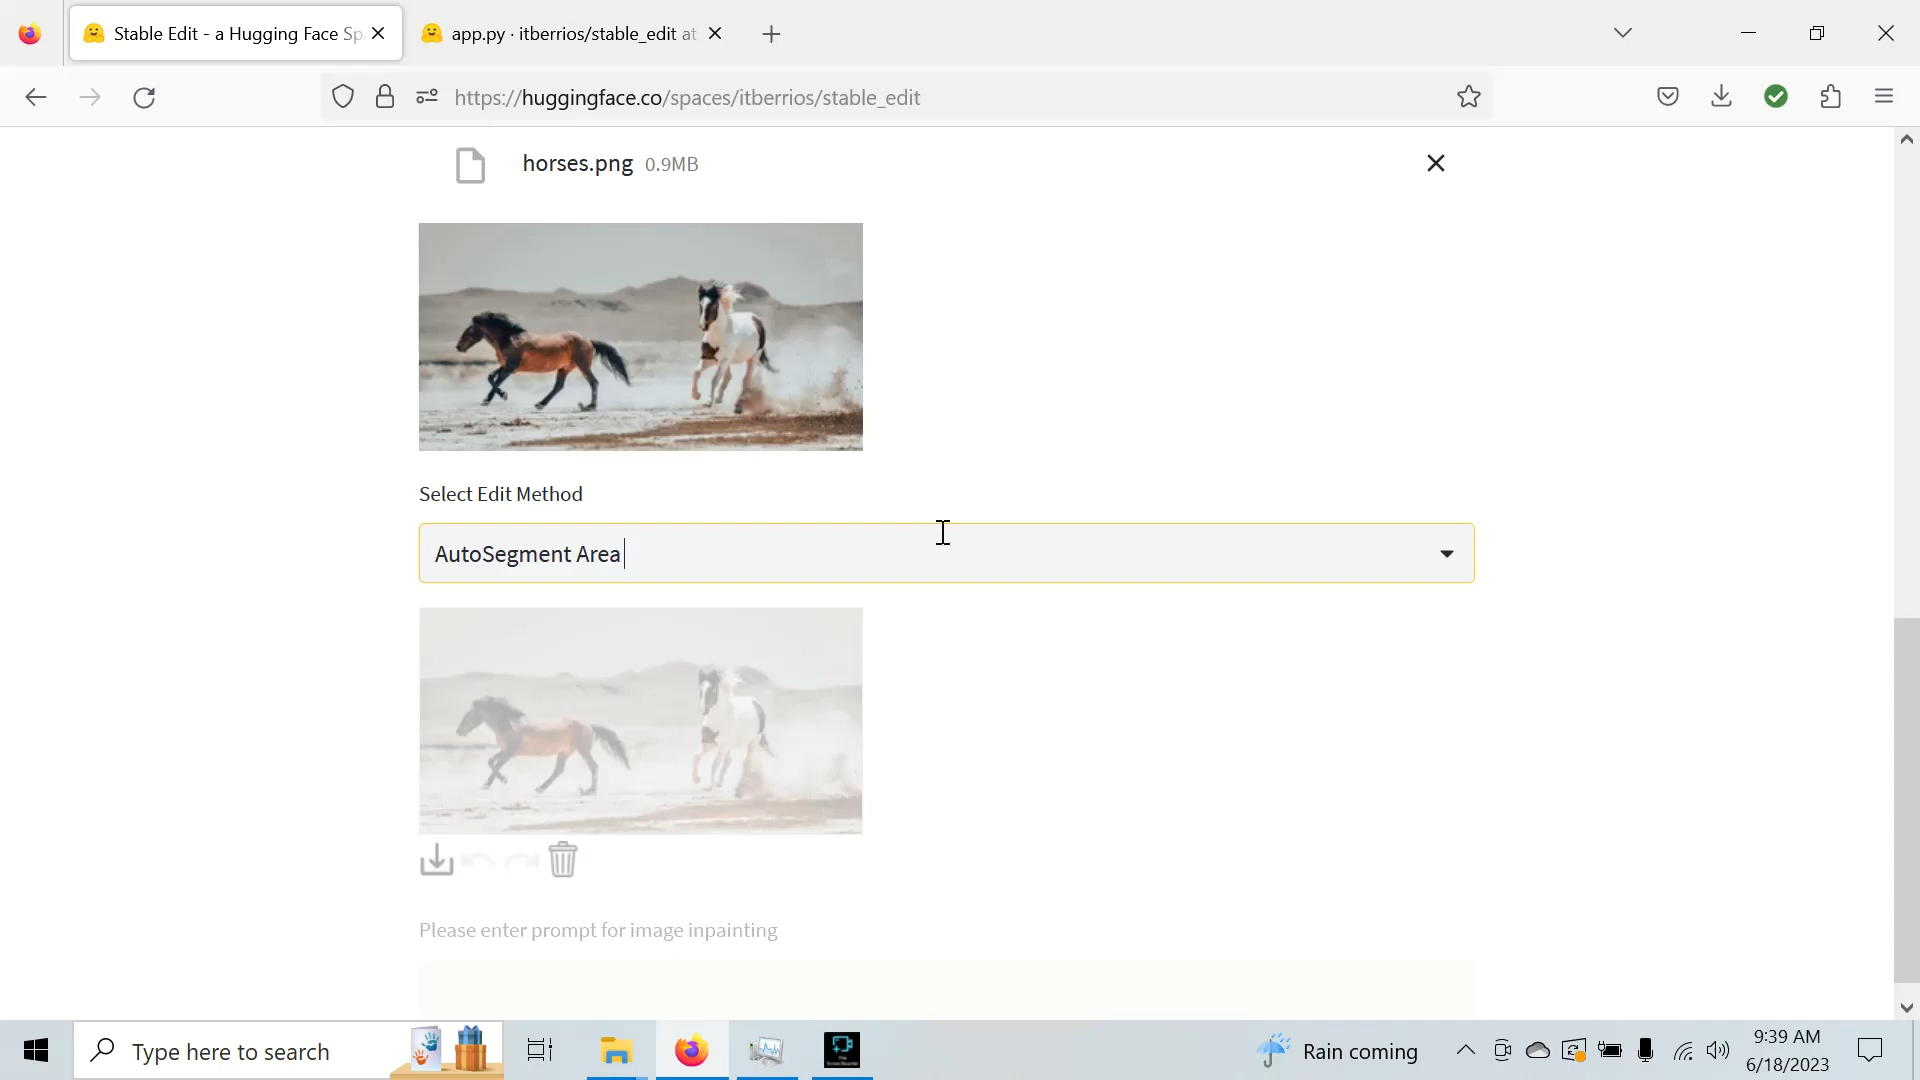 Stable Edit - a Hugging Face Sp
app.py · itberrios/stable_edit at
https://huggingface.co/spaces/itberrios/stable_edit
horses.png 0.9MB
Select Edit Method
AutoSegment Area
Please enter prompt for image inpainting
Type here to search
Rain coming
9:39 AM
6/18/2023